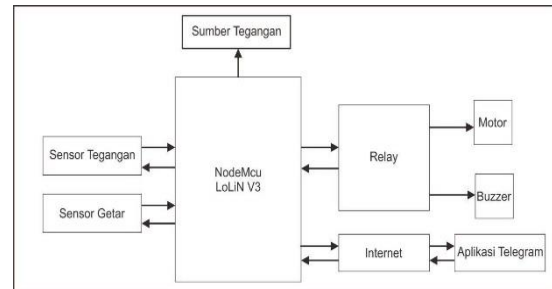 Sumber Tegangan
Sensor Tegangan
Sensor Getar
NodeMcu
LoLiN V3
Relay
Motor
Buzzer
Internet
Aplikasi Telegram